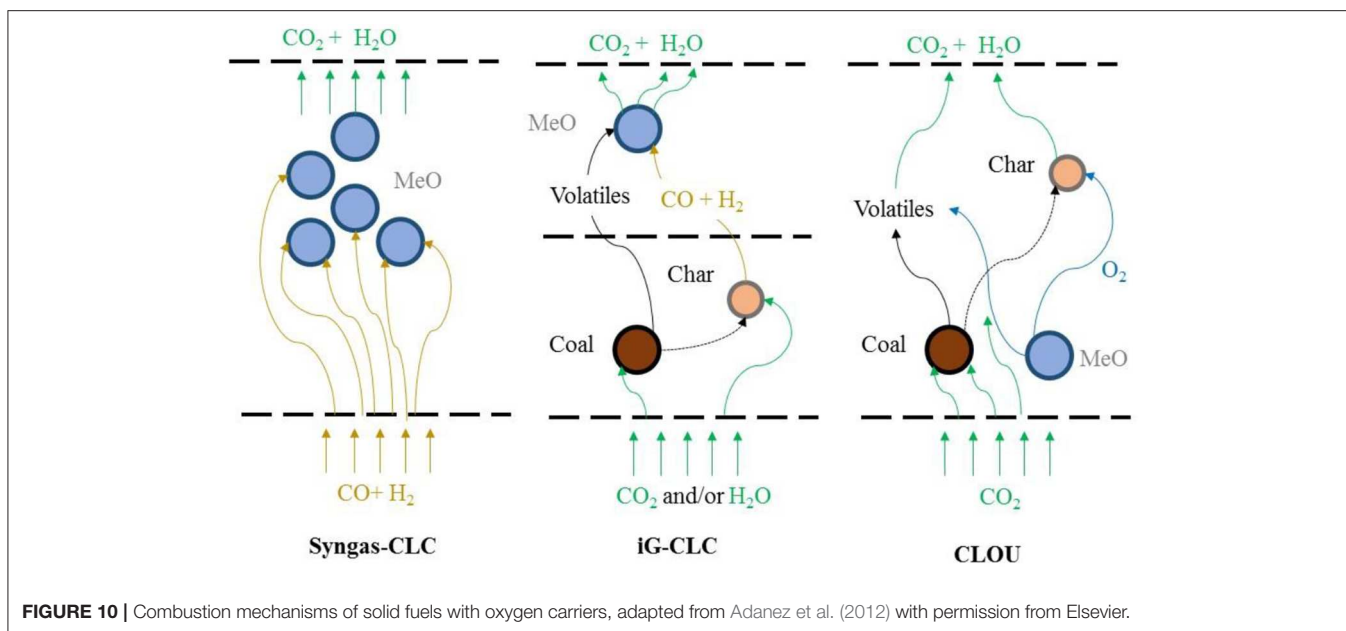 CO₂ + H₂O
MeO
CO+ H₂
Syngas-CLC
CO₂ + H₂O
MeO
Volatiles
CO + H₂
Char
Coal
CO₂ and/or H₂O
iG-CLC
CO₂ + H₂O
Char
Volatiles
O₂
Coal
MeO
CO₂
CLOU
FIGURE 10 | Combustion mechanisms of solid fuels with oxygen carriers, adapted from Adanez et al. (2012) with permission from Elsevier.